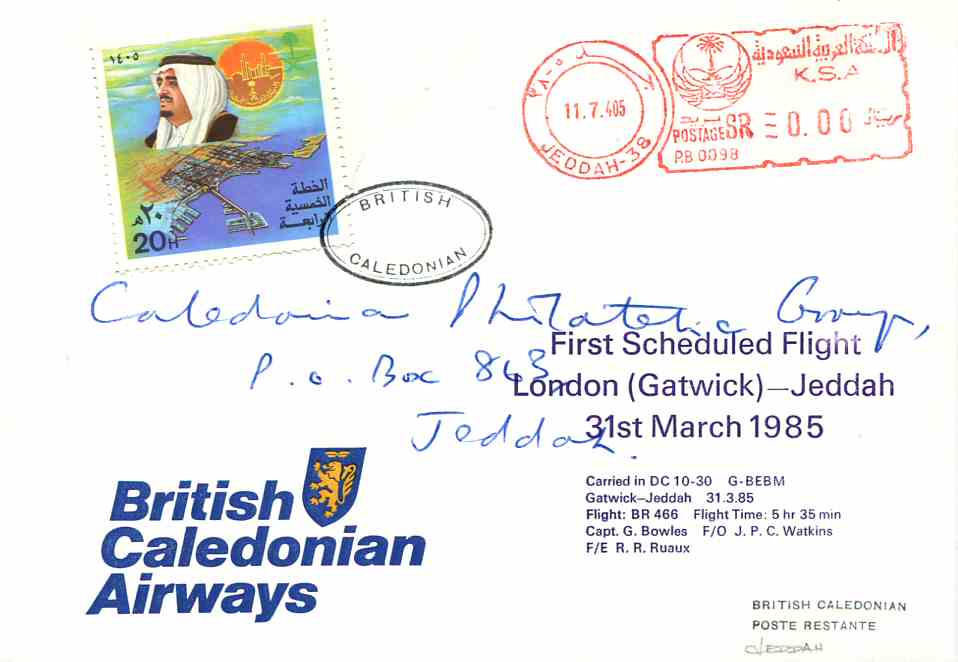 ١٤٠٥
الخطة
الخمسية
الرابعة
٢٠ هـ
20H
BRITISH
CALEDONIAN
11.7.405
JEDDAH-38
المملكة العربية السعودية
K.S.A
POSTAGE SR 0.00
P.B 0098
Caledonia Philatelic Group,
P.O. Box 863
Jeddah.
First Scheduled Flight
London (Gatwick)—Jeddah
31st March 1985
Carried in DC 10-30 G-BEBM
Gatwick—Jeddah 31.3.85
Flight: BR 466 Flight Time: 5 hr 35 min
Capt. G. Bowles F/O J. P. C. Watkins
F/E R. R. Ruaux
British
Caledonian
Airways
BRITISH CALEDONIAN
POSTE RESTANTE
JEDDAH